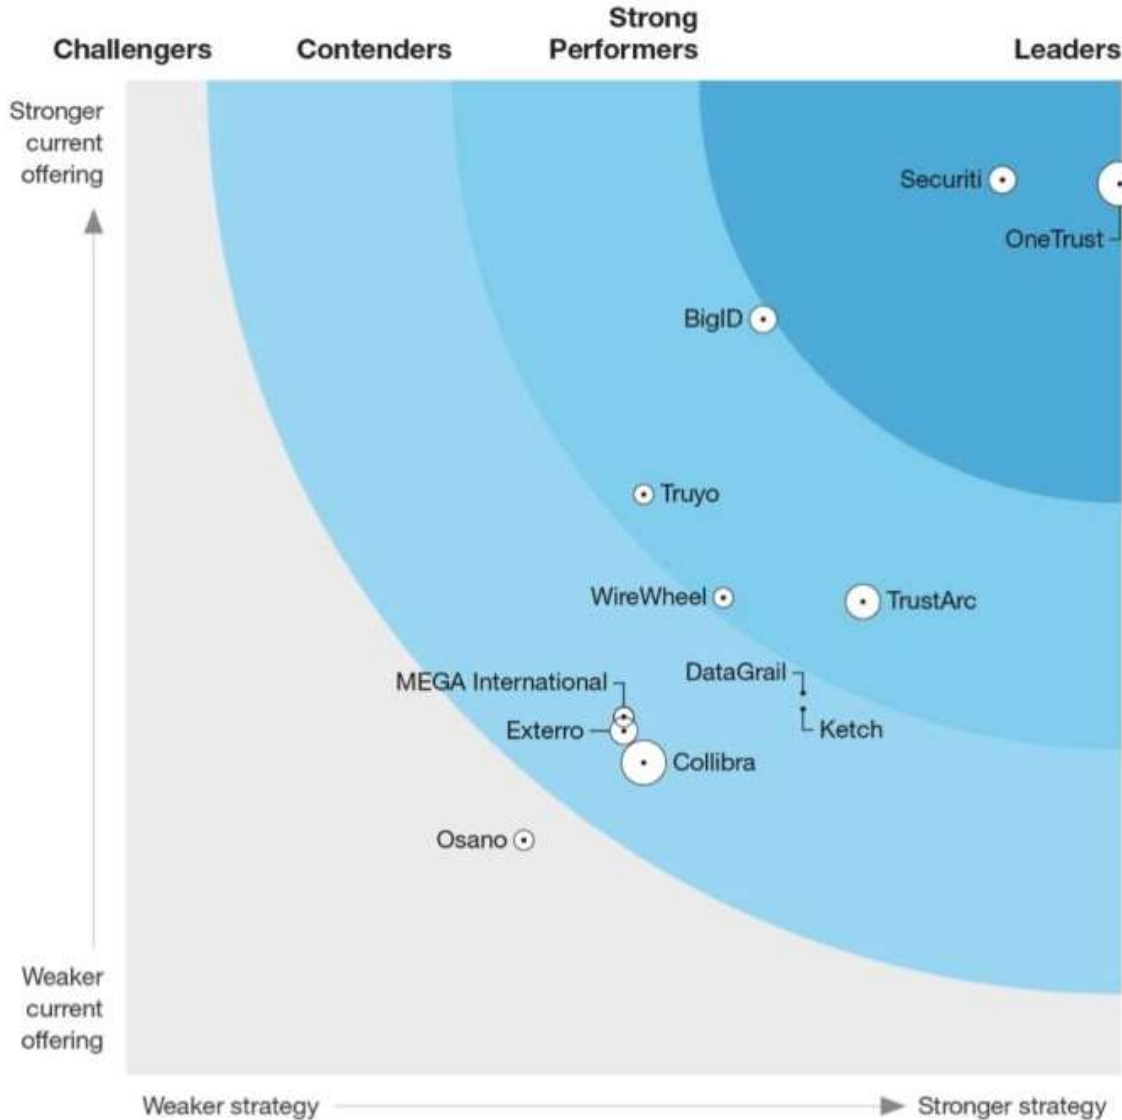 Strong
Challengers Contenders Performers Leaders
Stronger
current
offering
Securiti
OneTrust
BigID
Truyo
WireWheel
TrustArc
DataGrail
MEGA International
Exterro
Ketch
Collibra
Osano
Weaker
current
offering
Weaker strategy Stronger strategy